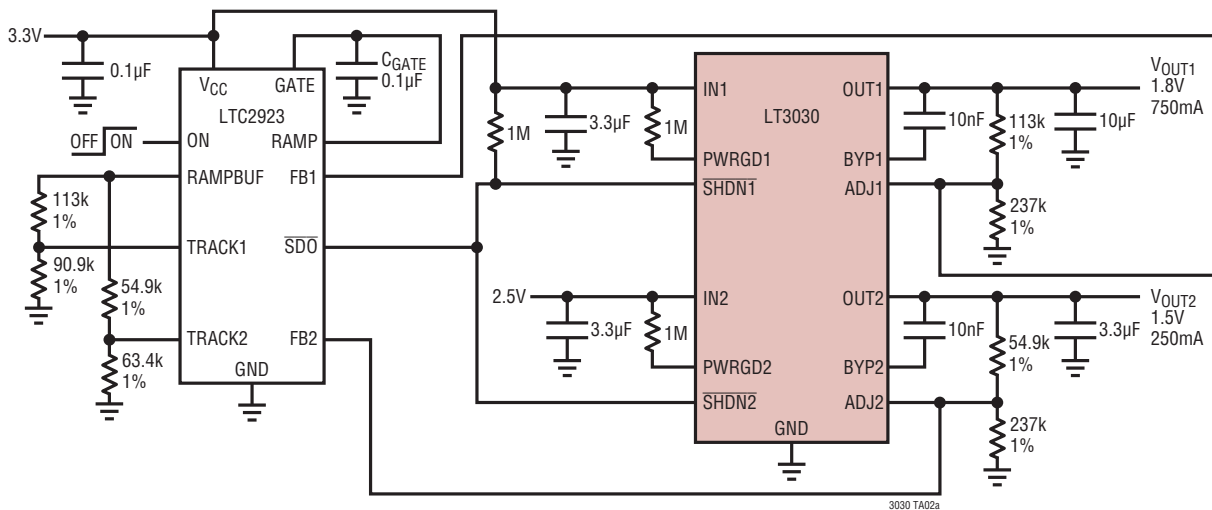 3.3V
0.1µF
VCC
GATE
CGATE
0.1µF
LTC2923
OFF
ON
ON
RAMP
RAMPBUF
FB1
113k
1%
TRACK1
SDO
90.9k
1%
54.9k
1%
TRACK2
FB2
63.4k
1%
GND
1M
3.3µF
1M
IN1
OUT1
LT3030
PWRGD1
BYP1
SHDN1
ADJ1
10nF
113k
1%
10µF
VOUT1
1.8V
750mA
237k
1%
2.5V
3.3µF
1M
IN2
OUT2
PWRGD2
BYP2
SHDN2
ADJ2
GND
10nF
54.9k
1%
3.3µF
VOUT2
1.5V
250mA
237k
1%
3030 TA02a